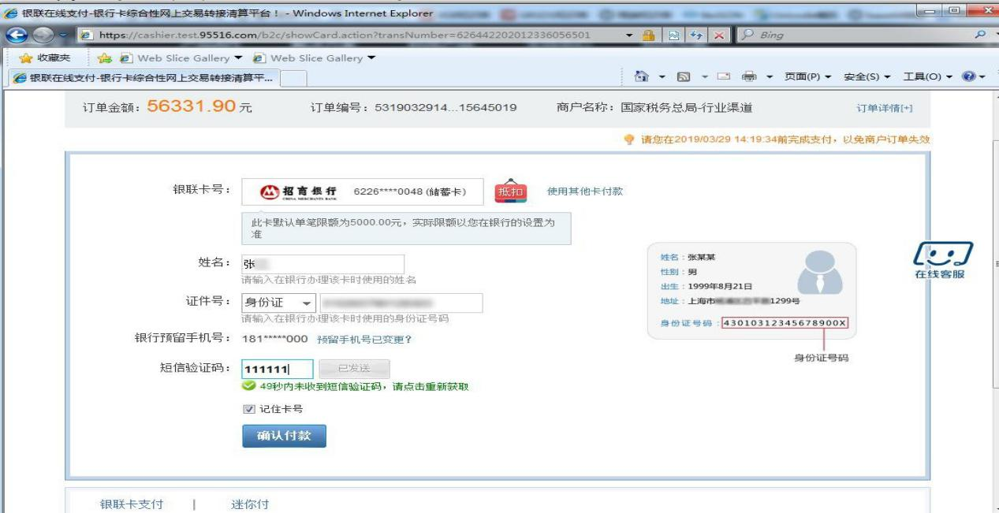 银联在线支付-银行卡综合性网上交易转接清算平台！ - Windows Internet Explorer
https://cashier.test.95516.com/b2c/showCard.action?transNumber=626442202012336056501
Bing
收藏夹 Web Slice Gallery Web Slice Gallery
银联在线支付-银行卡综合性网上交易转接清算平... 页面(P) 安全(S) 工具(O)
订单金额：56331.90元 订单编号：5319032914...15645019 商户名称：国家税务总局-行业渠道 订单详情[+]
请您在2019/03/29 14:19:34前完成支付，以免商户订单失效
银联卡号： 招商银行 CHINA MERCHANTS BANK 6226****0048 (储蓄卡) 抵扣 使用其他卡付款
此卡默认单笔限额为5000.00元，实际限额以您在银行的设置为
准
姓名： 张
请输入在银行办理该卡时使用的姓名
证件号： 身份证
请输入在银行办理该卡时使用的身份证号码
银行预留手机号： 181*****000 预留手机号已变更?
短信验证码： 111111 已发送
49秒内未收到短信验证码，请点击重新获取
记住卡号
确认付款
姓名：张某某
性别：男
出生：1999年8月21日
地址：上海市 1299号
身份证号码：43010312345678900X
身份证号码
在线客服
银联卡支付 | 迷你付